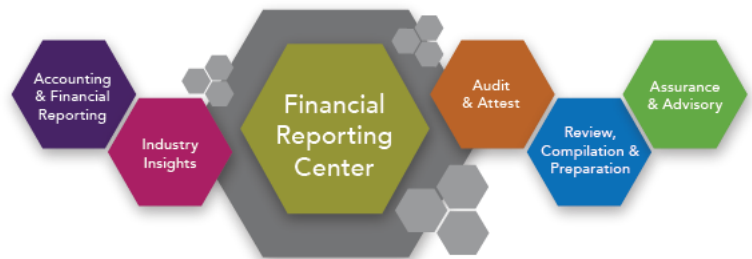 Accounting
& Financial
Reporting
Industry
Insights
Financial
Reporting
Center
Audit
& Attest
Review,
Compilation &
Preparation
Assurance
& Advisory